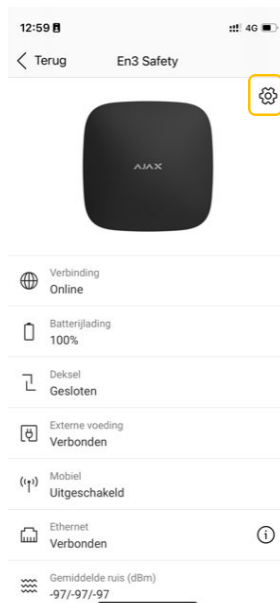 12:59
4G
Terug
En3 Safety
AJAX
Verbinding
Online
Batterijlading
100%
Deksel
Gesloten
Externe voeding
Verbonden
Mobiel
Uitgeschakeld
Ethernet
Verbonden
Gemiddelde ruis (dBm)
-97/-97/-97